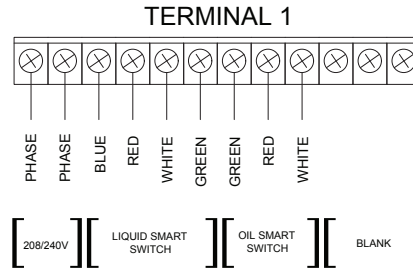 TERMINAL 1
PHASE
PHASE
BLUE
RED
WHITE
GREEN
GREEN
RED
WHITE
208/240V
LIQUID SMART
SWITCH
OIL SMART
SWITCH
BLANK